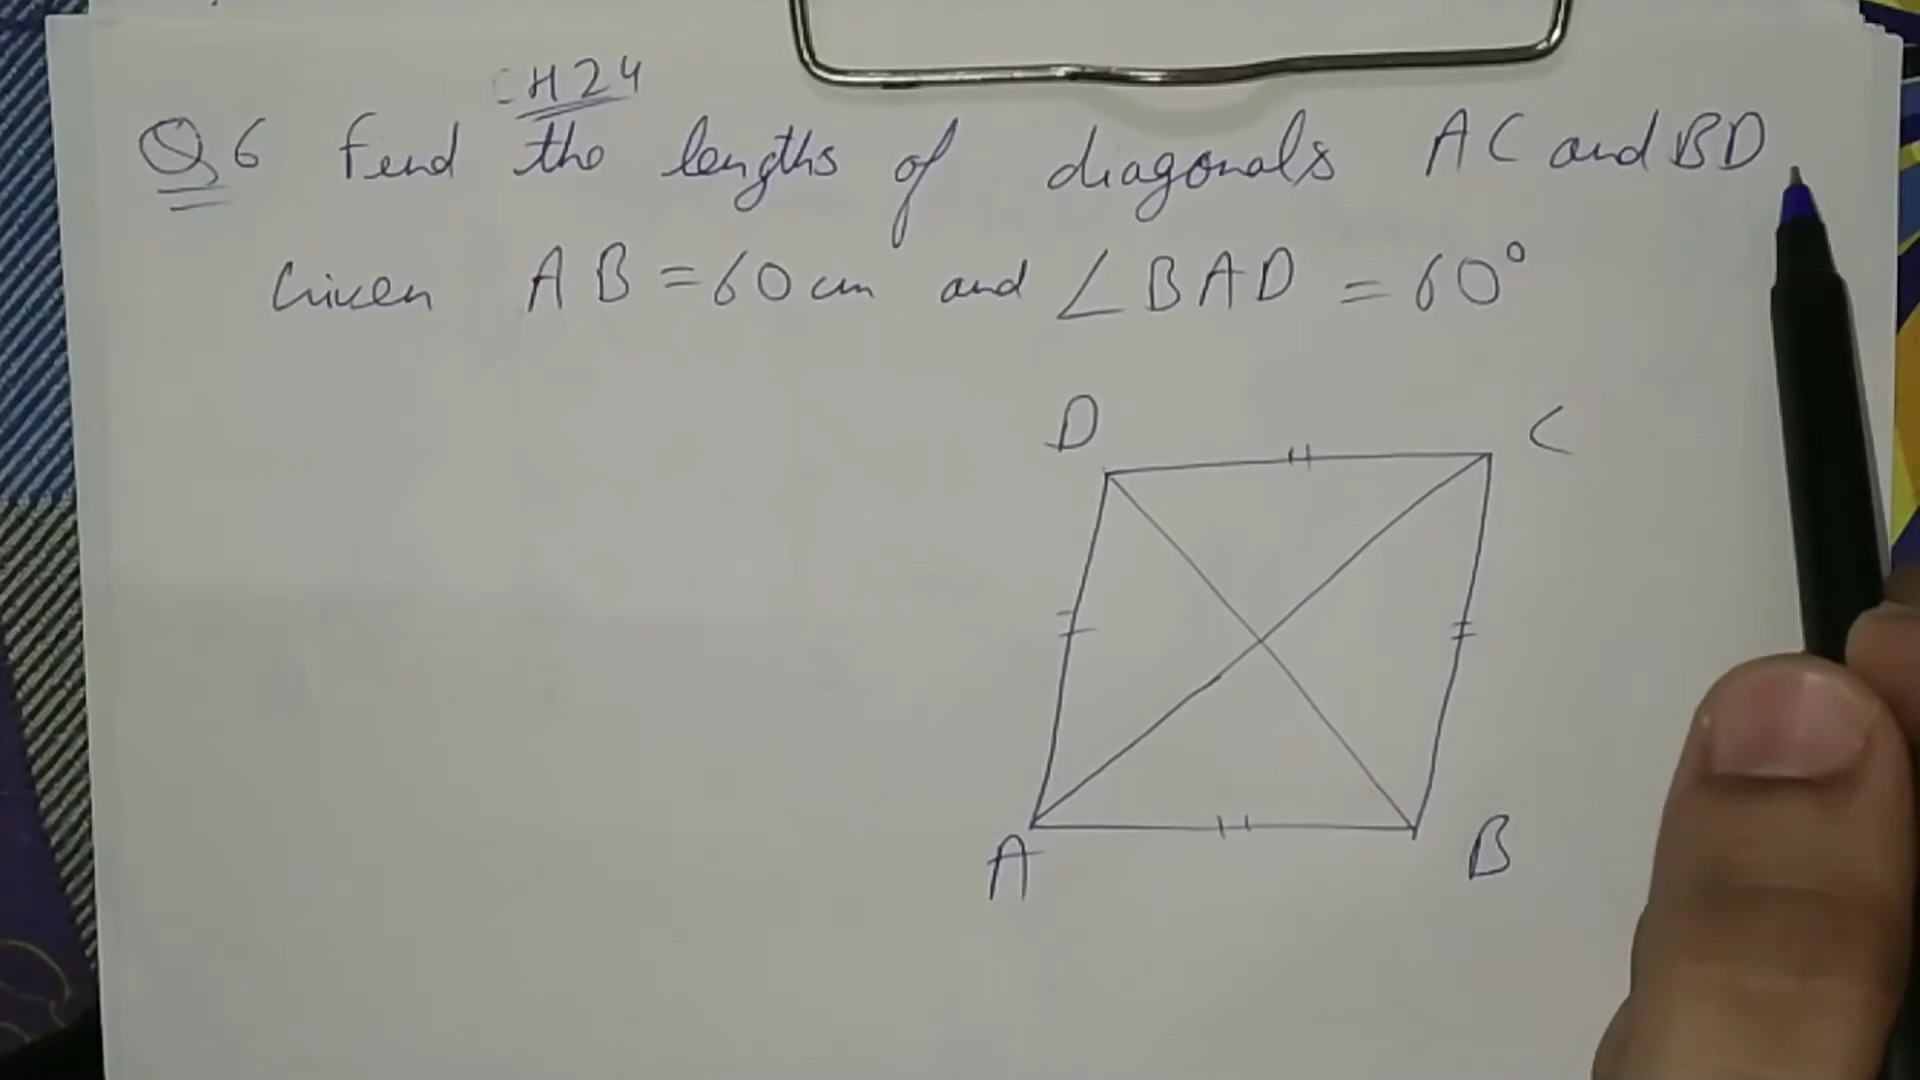 CH24
Q6 Find the lengths of diagonals AC and BD
Given AB = 60 cm and ∠BAD = 60°
D C
A B